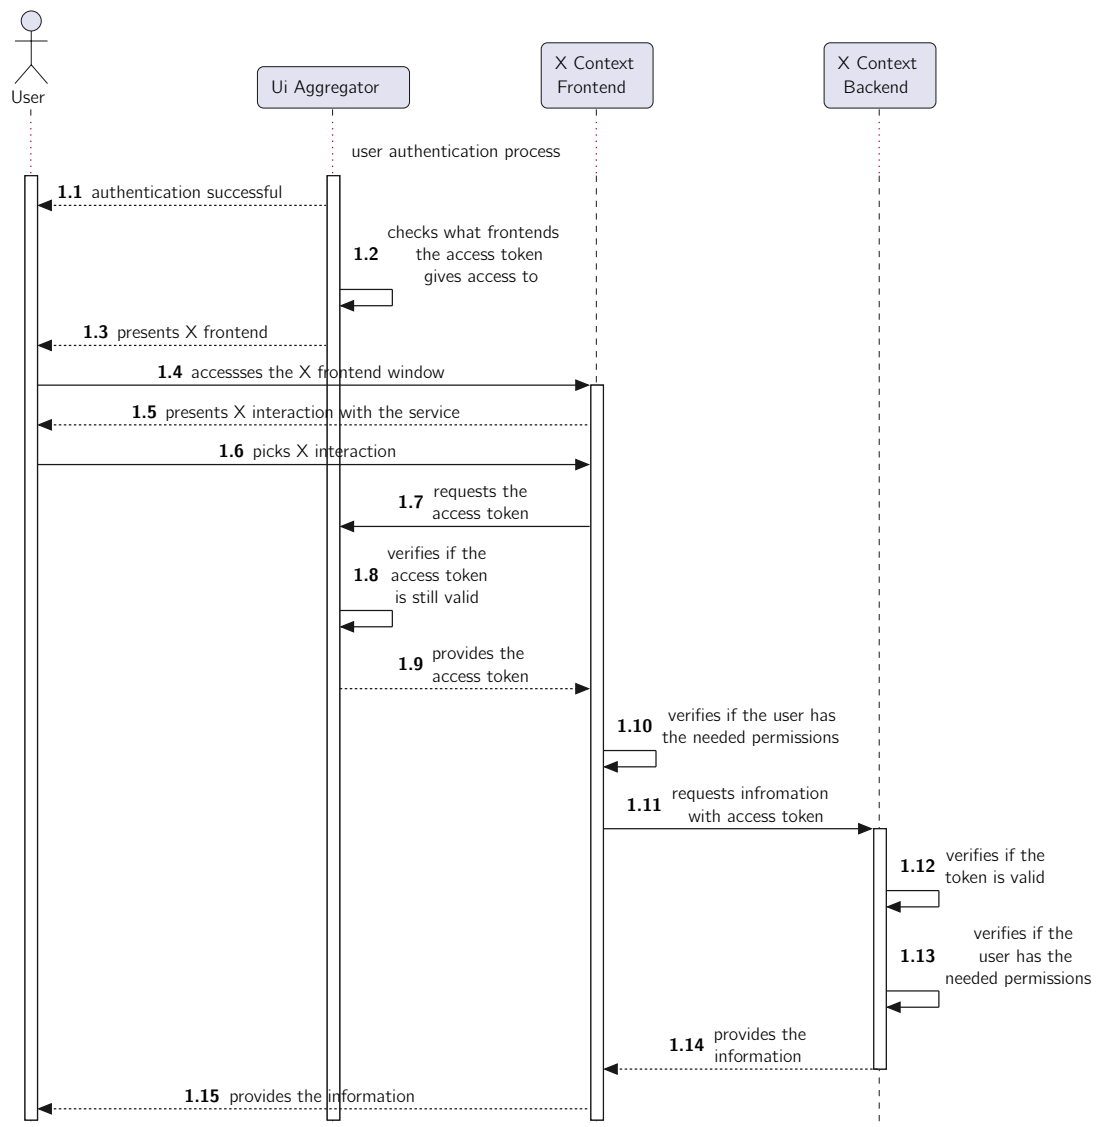 User
Ui Aggregator
X Context
Frontend
X Context
Backend
user authentication process
1.1 authentication successful
1.2 checks what frontends
the access token
gives access to
1.3 presents X frontend
1.4 accessses the X frontend window
1.5 presents X interaction with the service
1.6 picks X interaction
1.7 requests the
access token
1.8 verifies if the
access token
is still valid
1.9 provides the
access token
1.10 verifies if the user has
the needed permissions
1.11 requests infromation
with access token
1.12 verifies if the
token is valid
1.13 verifies if the
user has the
needed permissions
1.14 provides the
information
1.15 provides the information